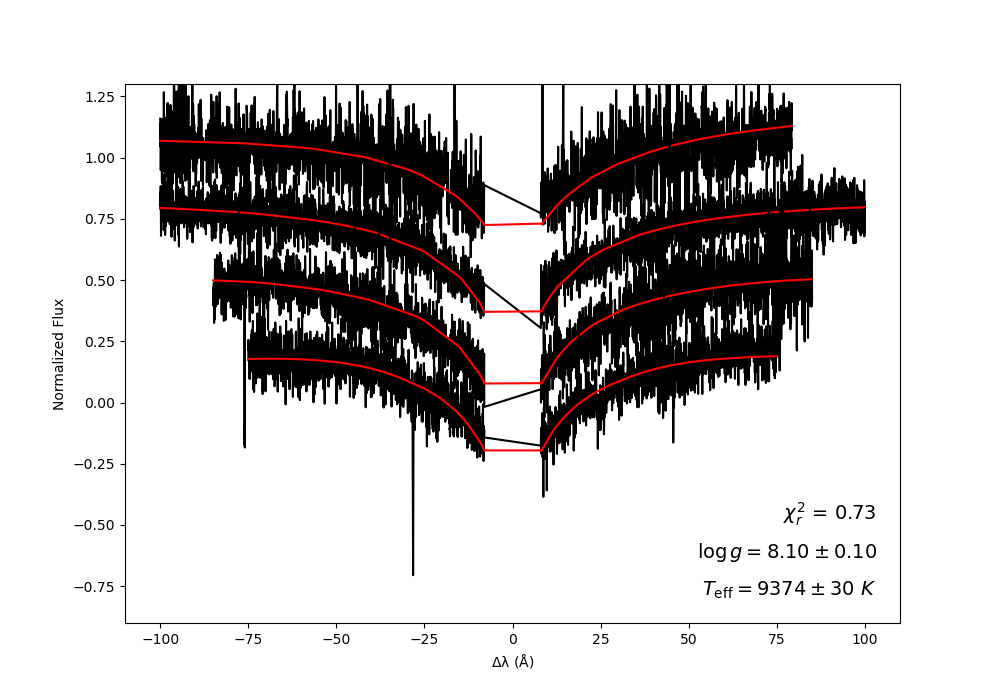 Normalized Flux
1.25
1.00
0.75
0.50
0.25
0.00
−0.25
−0.50
−0.75
χ²ᵣ = 0.73
log g = 8.10 ± 0.10
T_eff = 9374 ± 30 K
−100 −75 −50 −25 0 25 50 75 100
Δλ (Å)